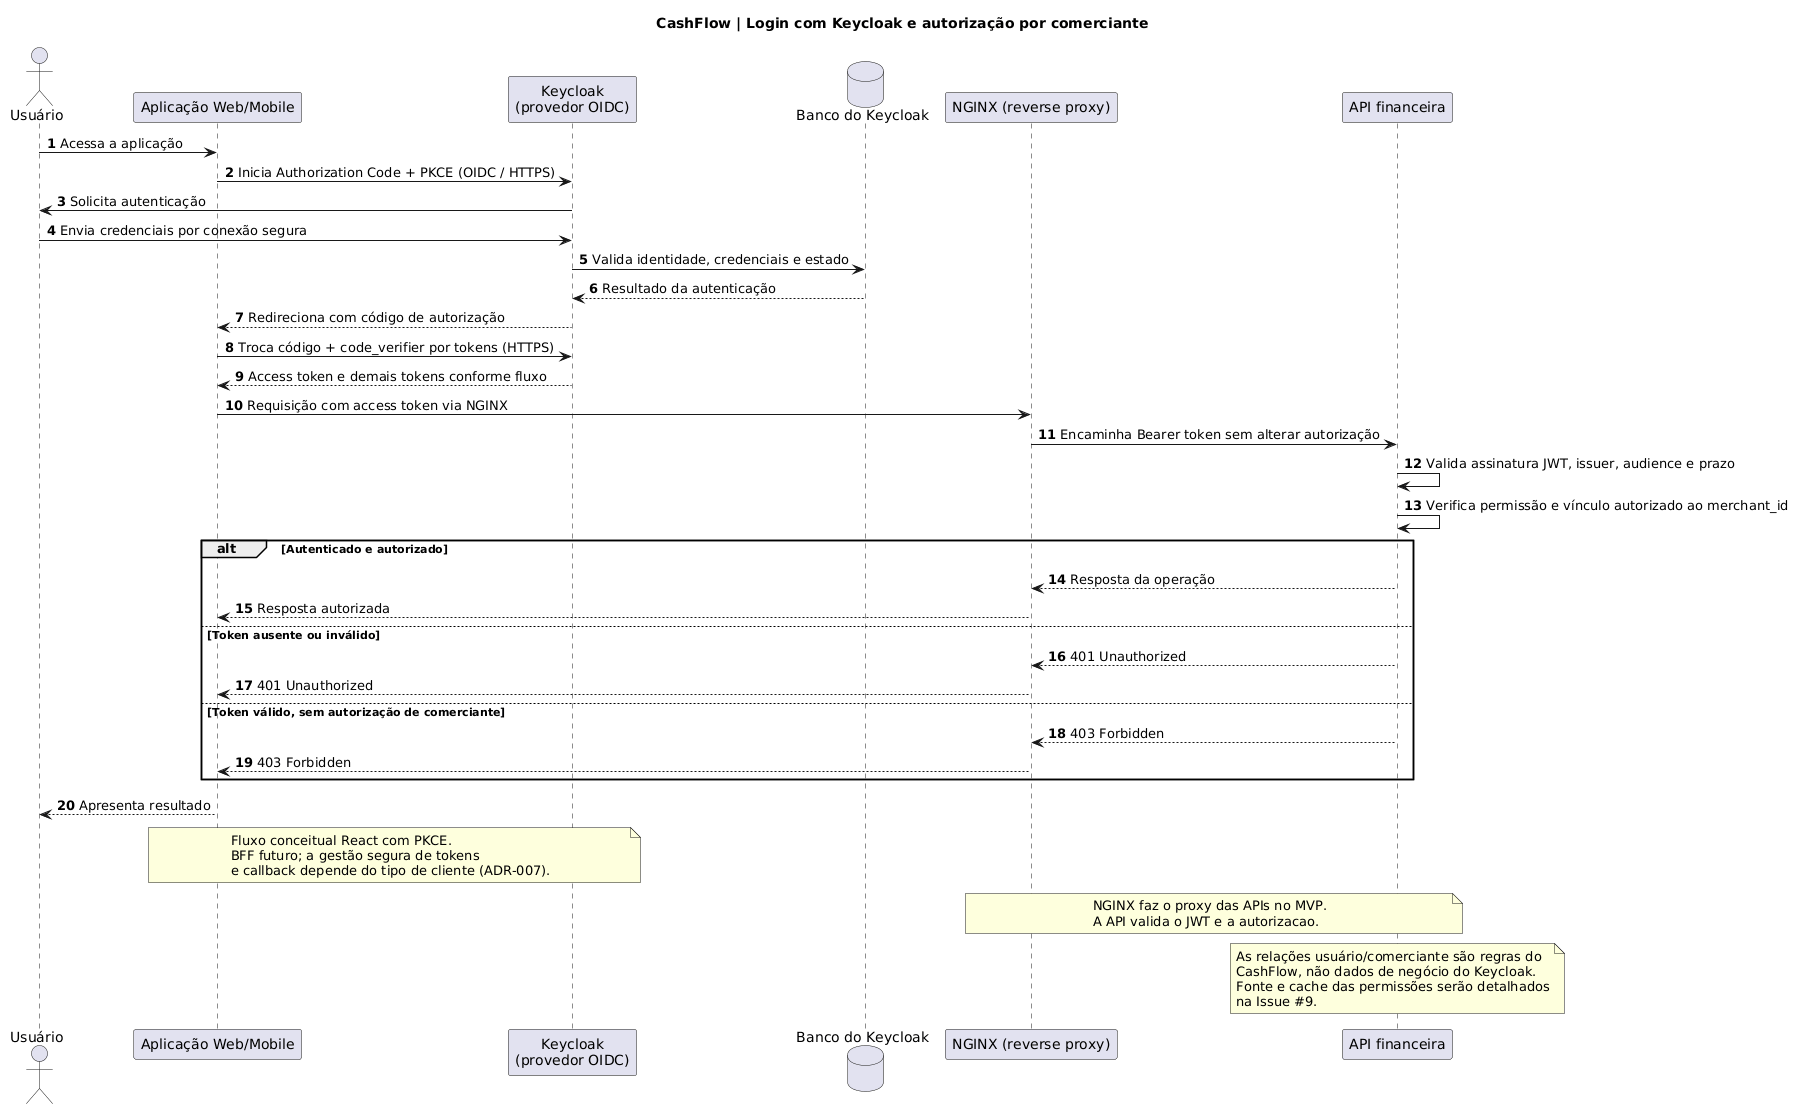 CashFlow | Login com Keycloak e autorização por comerciante
Usuário
Aplicação Web/Mobile
Keycloak
(provedor OIDC)
Banco do Keycloak
NGINX (reverse proxy)
API financeira
1 Acessa a aplicação
2 Inicia Authorization Code + PKCE (OIDC / HTTPS)
3 Solicita autenticação
4 Envia credenciais por conexão segura
5 Valida identidade, credenciais e estado
6 Resultado da autenticação
7 Redireciona com código de autorização
8 Troca código + code_verifier por tokens (HTTPS)
9 Access token e demais tokens conforme fluxo
10 Requisição com access token via NGINX
11 Encaminha Bearer token sem alterar autorização
12 Valida assinatura JWT, issuer, audience e prazo
13 Verifica permissão e vínculo autorizado ao merchant_id
alt [Autenticado e autorizado]
14 Resposta da operação
15 Resposta autorizada
[Token ausente ou inválido]
16 401 Unauthorized
17 401 Unauthorized
[Token válido, sem autorização de comerciante]
18 403 Forbidden
19 403 Forbidden
20 Apresenta resultado
Fluxo conceitual React com PKCE.
BFF futuro; a gestão segura de tokens
e callback depende do tipo de cliente (ADR-007).
NGINX faz o proxy das APIs no MVP.
A API valida o JWT e a autorizacao.
As relações usuário/comerciante são regras do
CashFlow, não dados de negócio do Keycloak.
Fonte e cache das permissões serão detalhados
na Issue #9.
Usuário
Aplicação Web/Mobile
Keycloak
(provedor OIDC)
Banco do Keycloak
NGINX (reverse proxy)
API financeira